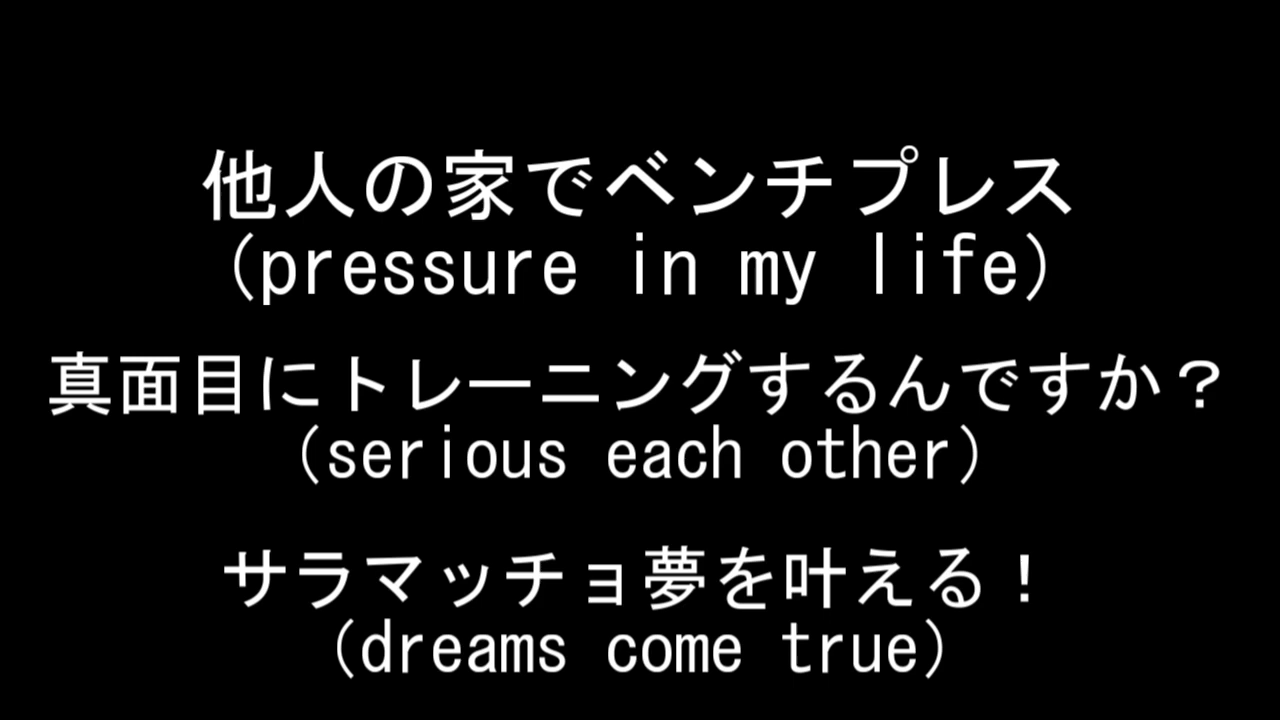 他人の家でベンチプレス
(pressure in my life)
真面目にトレーニングするんですか？
(serious each other)
サラマッチョ夢を叶える！
(dreams come true)